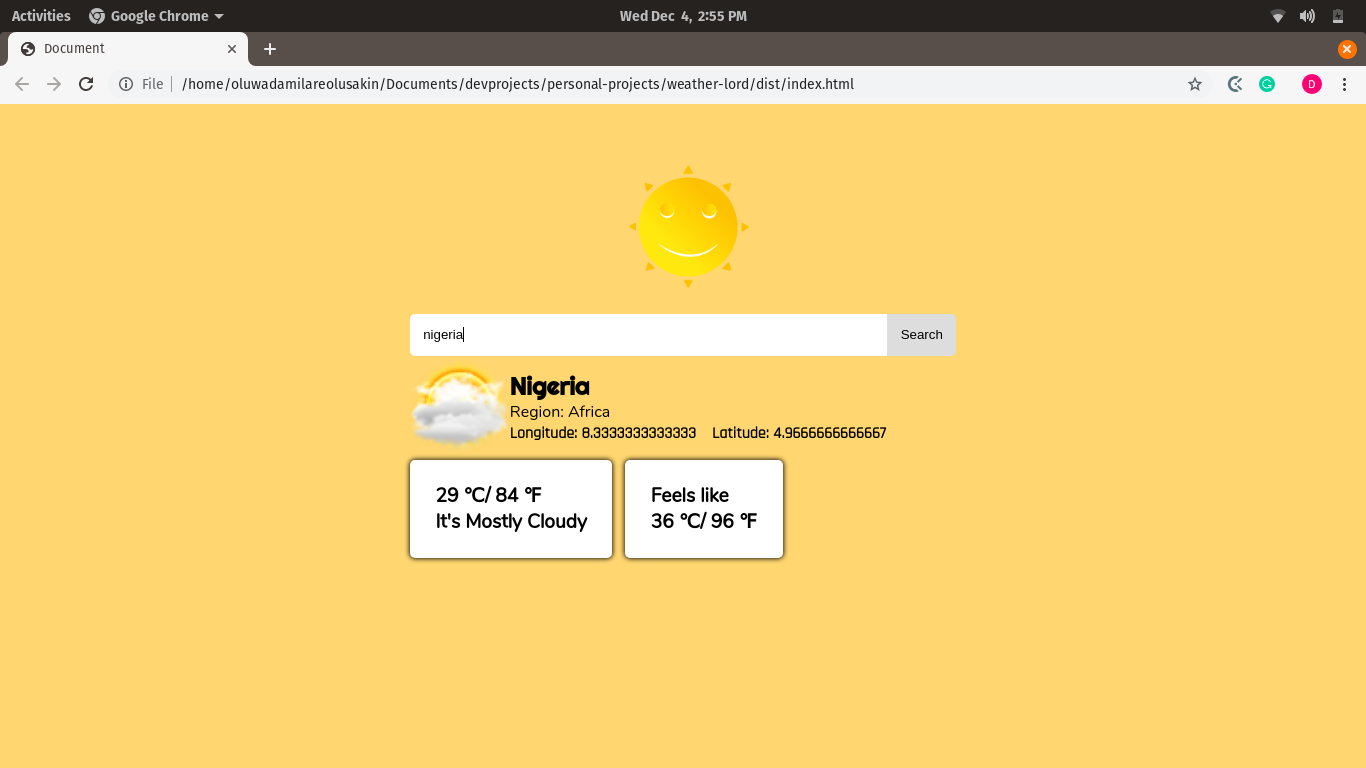 Activities Google Chrome Wed Dec 4, 2:55 PM
Document
File /home/oluwadamilareolusakin/Documents/devprojects/personal-projects/weather-lord/dist/index.html D
nigeria Search
Nigeria
Region: Africa
Longitude: 8.3333333333333 Latitude: 4.9666666666667
29 °C/ 84 °F
It's Mostly Cloudy
Feels like
36 °C/ 96 °F